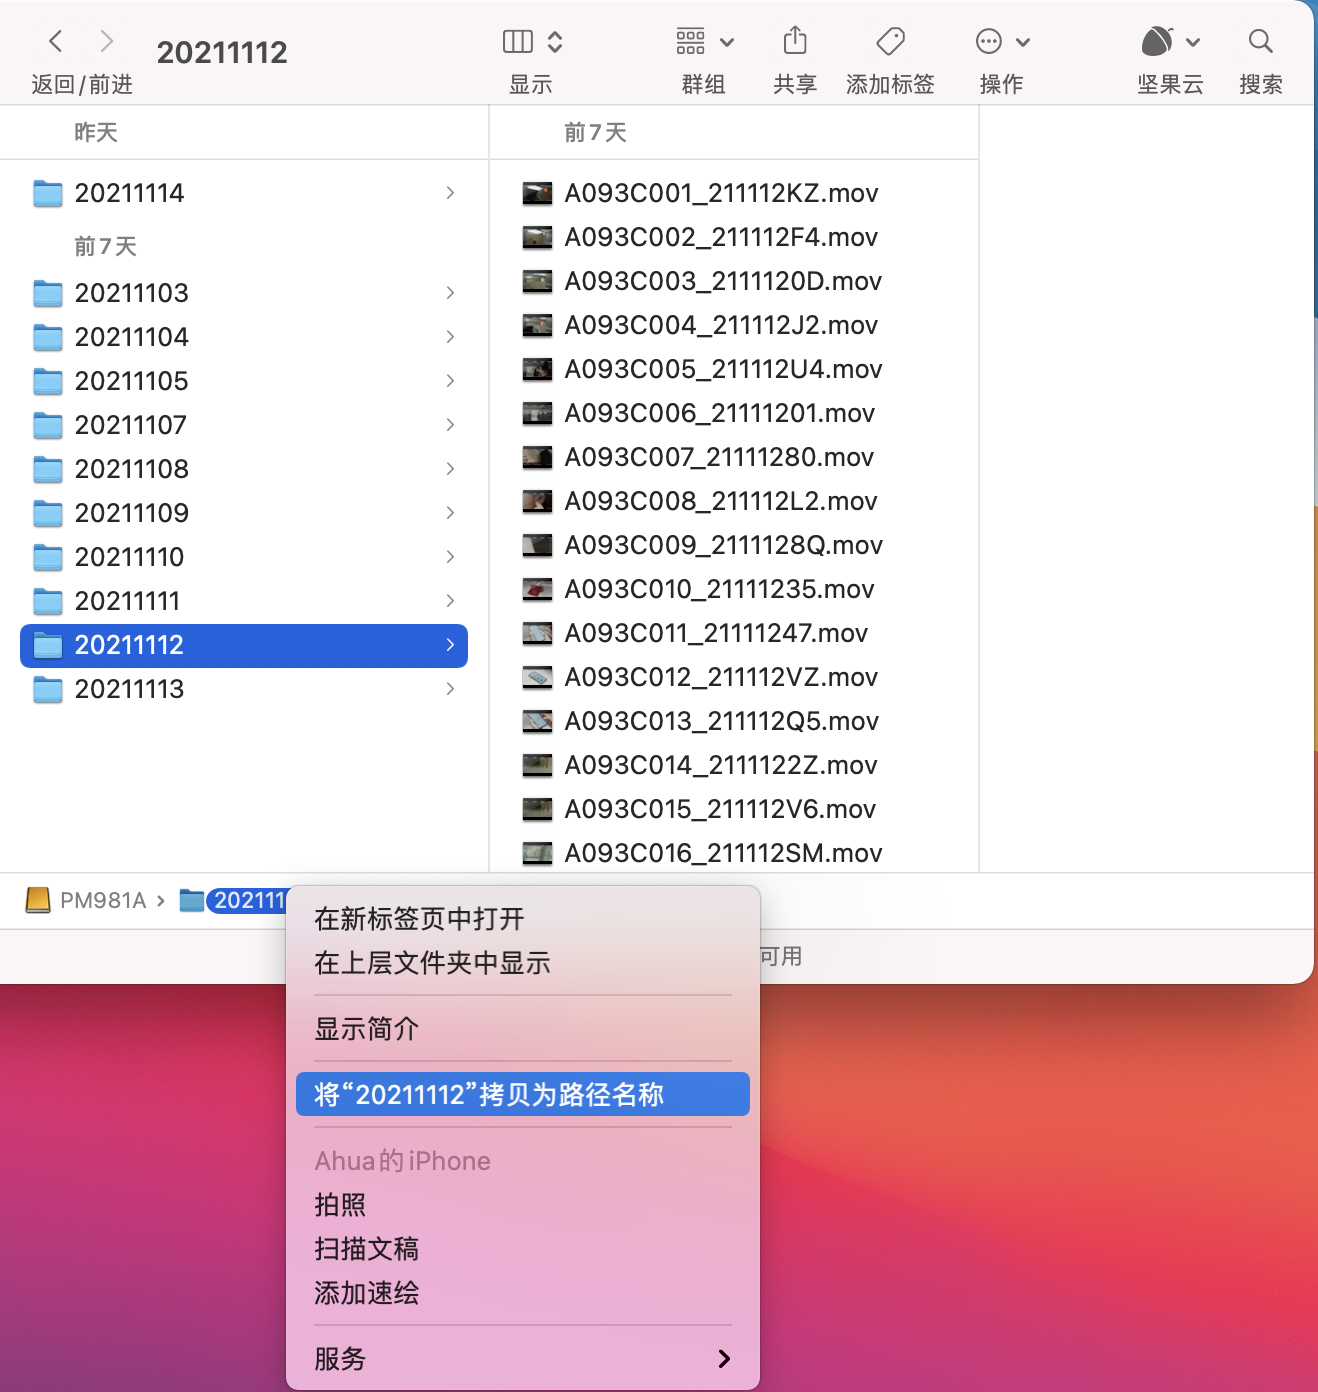 20211112
返回/前进
显示
群组
共享
添加标签
操作
坚果云
搜索
昨天
20211114
前7天
20211103
20211104
20211105
20211107
20211108
20211109
20211110
20211111
20211112
20211113
前7天
A093C001_211112KZ.mov
A093C002_211112F4.mov
A093C003_2111120D.mov
A093C004_211112J2.mov
A093C005_211112U4.mov
A093C006_21111201.mov
A093C007_21111280.mov
A093C008_211112L2.mov
A093C009_2111128Q.mov
A093C010_21111235.mov
A093C011_21111247.mov
A093C012_211112VZ.mov
A093C013_211112Q5.mov
A093C014_2111122Z.mov
A093C015_211112V6.mov
A093C016_211112SM.mov
PM981A › 202111
可用
在新标签页中打开
在上层文件夹中显示
显示简介
将“20211112”拷贝为路径名称
Ahua的iPhone
拍照
扫描文稿
添加速绘
服务